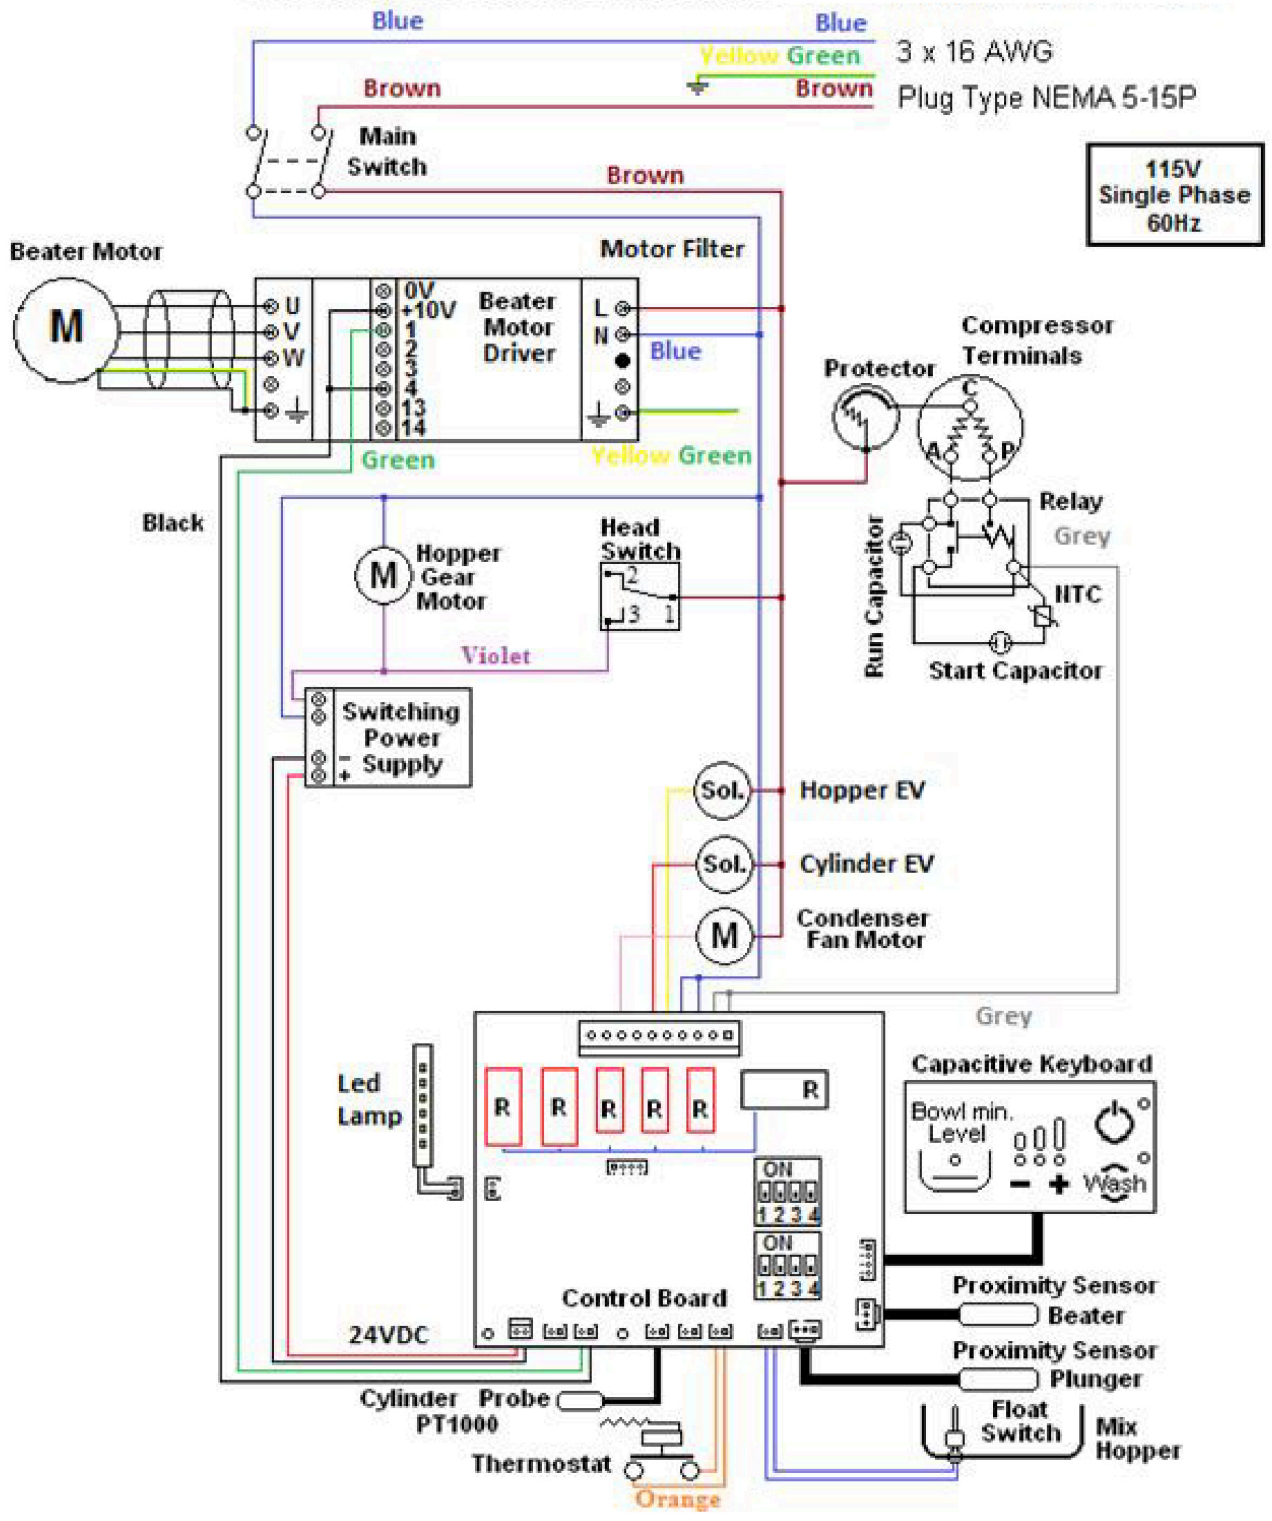 Blue
Blue
Yellow Green
3 x 16 AWG
Brown
Brown
Plug Type NEMA 5-15P
Main
Switch
Brown
115V
Single Phase
60Hz
Beater Motor
Motor Filter
M
U
V
W
0V
+10V
1
2
3
4
13
14
Beater
Motor
Driver
L
N
Blue
Yellow Green
Green
Black
Compressor
Terminals
Protector
C
A
P
Relay
Grey
Run Capacitor
NTC
Start Capacitor
Head
Switch
2
3 1
M
Hopper
Gear
Motor
Violet
Switching
Power
Supply
-
+
Sol.
Hopper EV
Sol.
Cylinder EV
M
Condenser
Fan Motor
Grey
Led
Lamp
R
R
R
R
R
R
ON
1 2 3 4
ON
1 2 3 4
Control Board
Capacitive Keyboard
Bowl min.
Level
- +
Wash
Proximity Sensor
Beater
Proximity Sensor
Plunger
24VDC
Cylinder Probe
PT1000
Thermostat
Orange
Float
Switch
Mix
Hopper